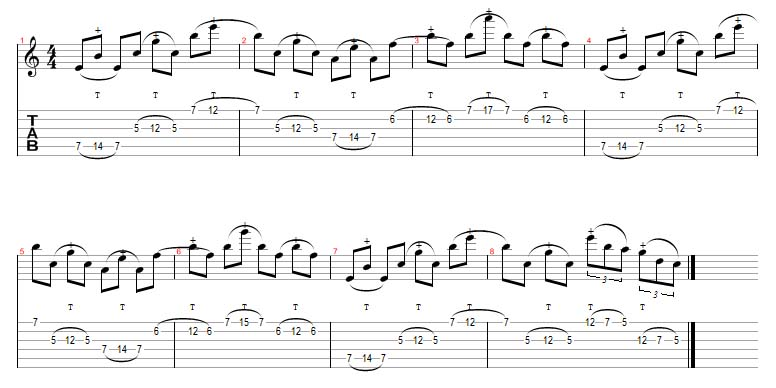 1 2 3 4
4
4
T T T T T T T T T T T
7 12 7 7 17 7 7 12
T 6 12 6 6 12 6
5 12 5 5 12 5 5 12 5
A 7 14 7
B 7 14 7 7 14 7
5 6 7 8
3
3
T T T T T T T T T T T
7 7 15 7 7 12 7 12 7 5
6 12 6 6 12 6
5 12 5 5 12 5 5 12 5 12 7 5
7 14 7
7 14 7